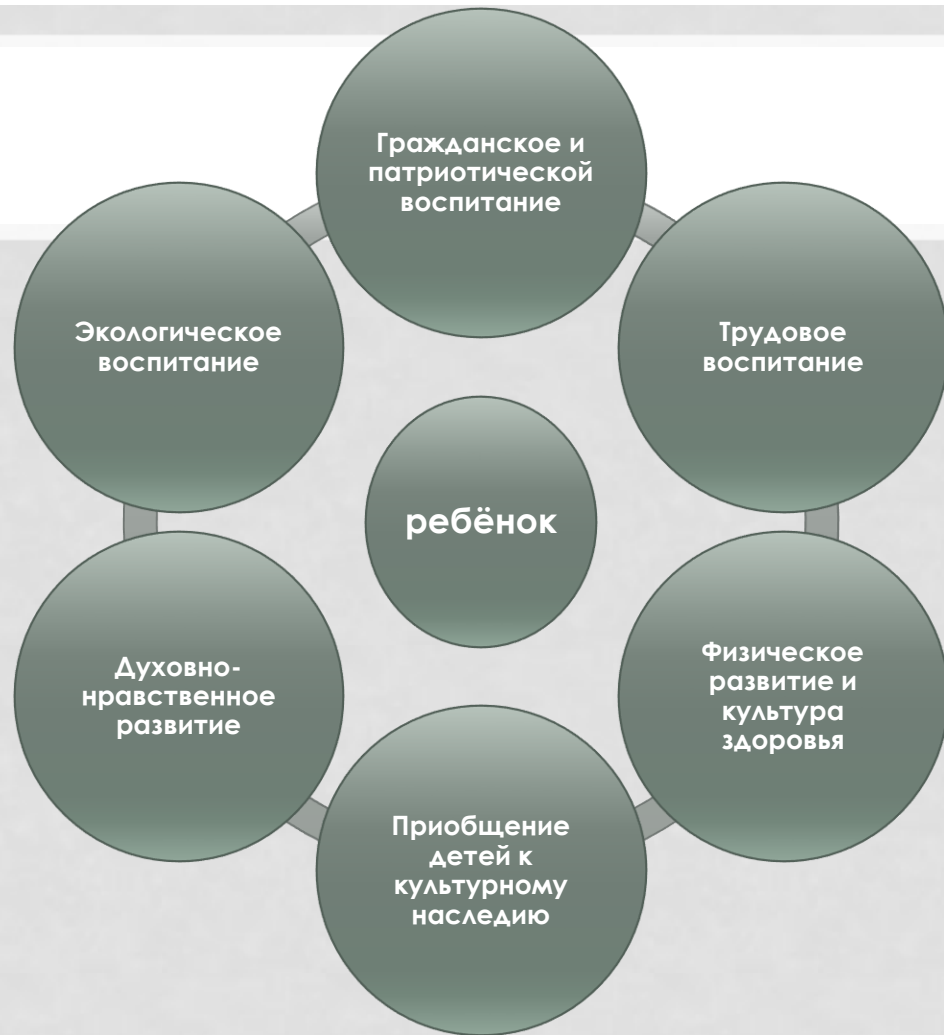 Гражданское и
патриотической
воспитание
Экологическое
воспитание
Трудовое
воспитание
ребёнок
Духовно-
нравственное
развитие
Физическое
развитие и
культура
здоровья
Приобщение
детей к
культурному
наследию